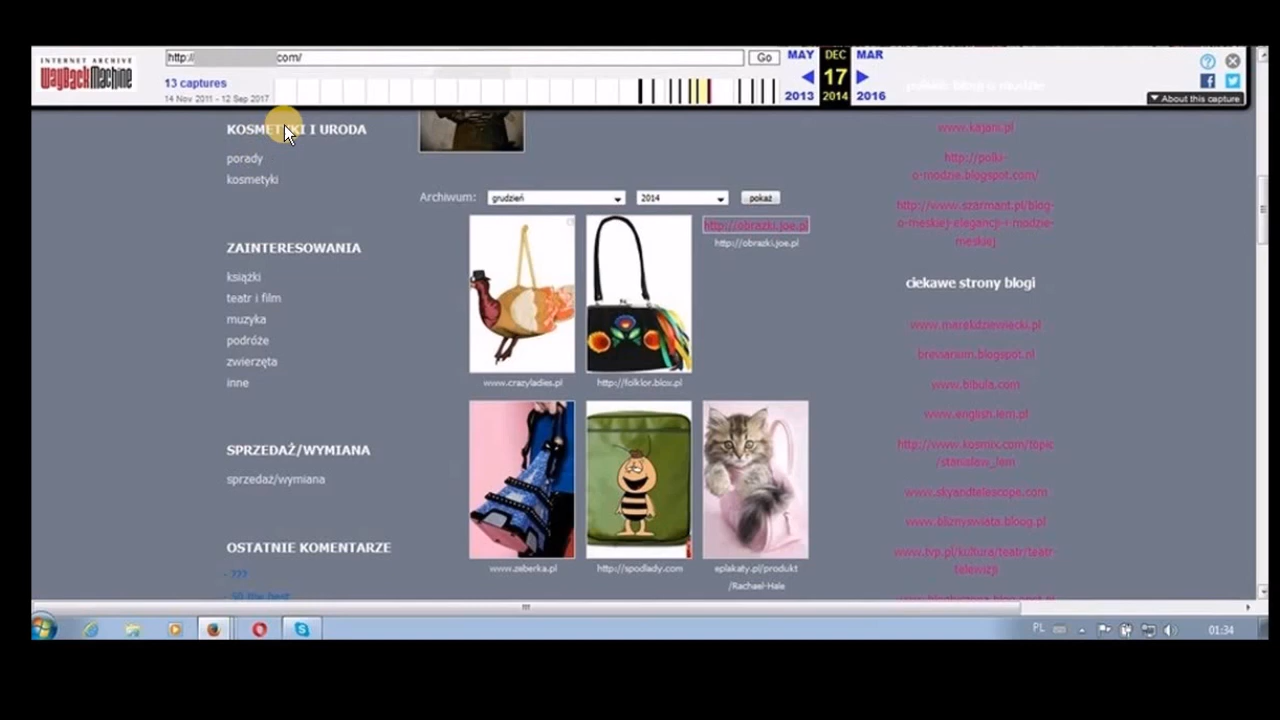 INTERNET ARCHIVE
WayBackMachine
http:// com/
Go
13 captures
14 Nov 2011 - 12 Sep 2017
MAY
DEC
MAR
17
2013
2014
2016
About this capture
KOSMETYKI I URODA
porady
kosmetyki
ZAINTERESOWANIA
książki
teatr i film
muzyka
podróże
zwierzęta
inne
SPRZEDAŻ/WYMIANA
sprzedaż/wymiana
OSTATNIE KOMENTARZE
- ???
Archiwum:
grudzień
2014
pokaż
http://obrazki.joe.pl
http://obrazki.joe.pl
www.crazyladies.pl
http://folklor.blox.pl
www.zeberka.pl
http://spodlady.com
eplakaty.pl/produkt
/Rachael-Hale
www.kajani.pl
http://polki-
o-modzie.blogspot.com/
http://www.szarmant.pl/blog-
o-meskiej-elegancji-i-modzie-
meskiej
ciekawe strony blogi
www.marekdziewiecki.pl
breviarium.blogspot.nl
www.bibula.com
www.english.lem.pl
http://www.kosmix.com/topic
/stanislaw_lem
www.skyandtelescope.com
www.bliznyswiata.bloog.pl
www.tvp.pl/kultura/teatr/teatr-
telewizji
PL
01:34